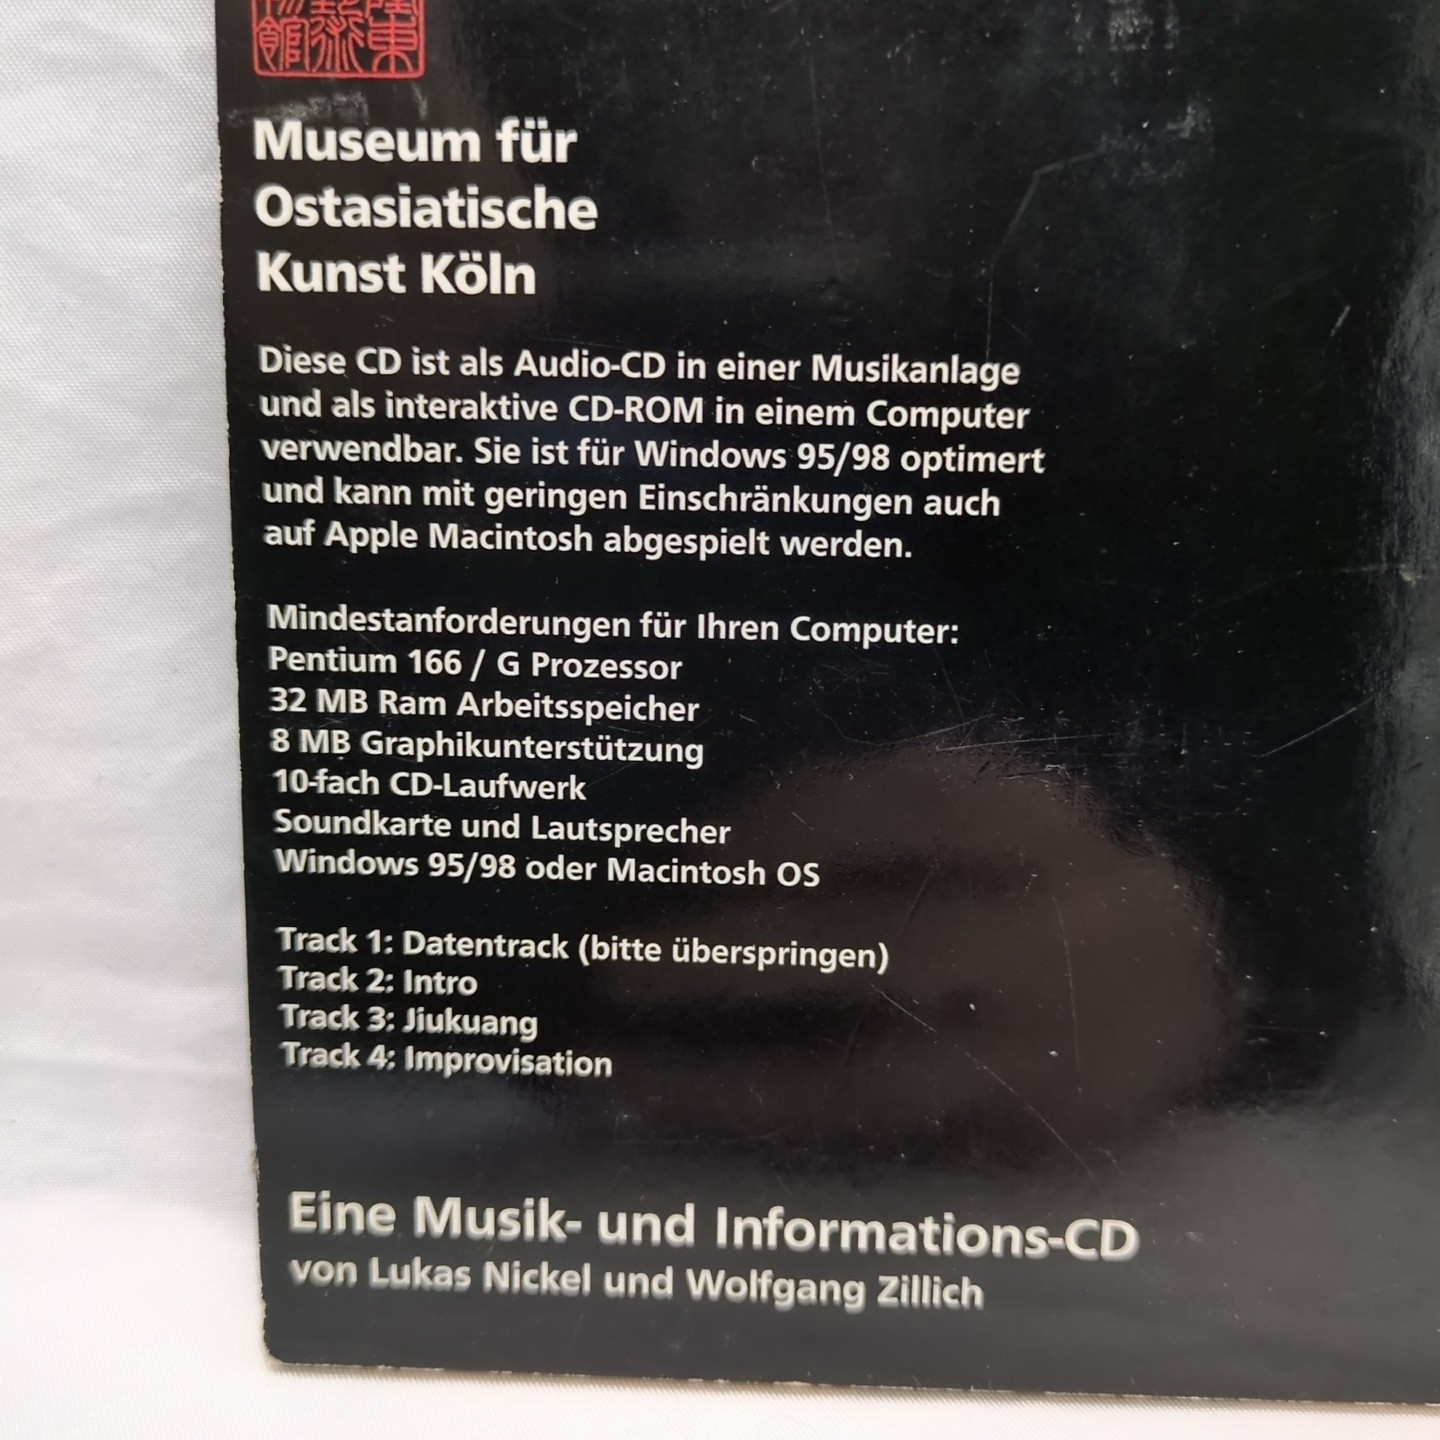 Museum für
Ostasiatische
Kunst Köln
Diese CD ist als Audio-CD in einer Musikanlage
und als interaktive CD-ROM in einem Computer
verwendbar. Sie ist für Windows 95/98 optimert
und kann mit geringen Einschränkungen auch
auf Apple Macintosh abgespielt werden.
Mindestanforderungen für Ihren Computer:
Pentium 166 / G Prozessor
32 MB Ram Arbeitsspeicher
8 MB Graphikunterstützung
10-fach CD-Laufwerk
Soundkarte und Lautsprecher
Windows 95/98 oder Macintosh OS
Track 1: Datentrack (bitte überspringen)
Track 2: Intro
Track 3: Jiukuang
Track 4: Improvisation
Eine Musik- und Informations-CD
von Lukas Nickel und Wolfgang Zillich